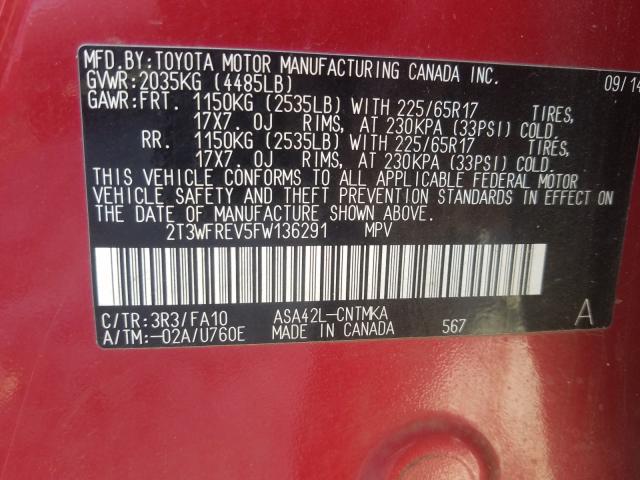 MFD.BY:TOYOTA MOTOR MANUFACTURING CANADA INC. 09/14
GVWR:2035KG (4485LB)
GAWR:FRT. 1150KG (2535LB) WITH 225/65R17 TIRES,
17X7.0J RIMS, AT 230KPA (33PSI) COLD.
RR. 1150KG (2535LB) WITH 225/65R17 TIRES,
17X7.0J RIMS, AT 230KPA (33PSI) COLD.
THIS VEHICLE CONFORMS TO ALL APPLICABLE FEDERAL MOTOR
VEHICLE SAFETY AND THEFT PREVENTION STANDARDS IN EFFECT ON
THE DATE OF MANUFACTURE SHOWN ABOVE.
2T3WFREV5FW136291 MPV
C/TR:3R3/FA10 ASA42L-CNTMKA
A/TM:-02A/U760E MADE IN CANADA 567 A